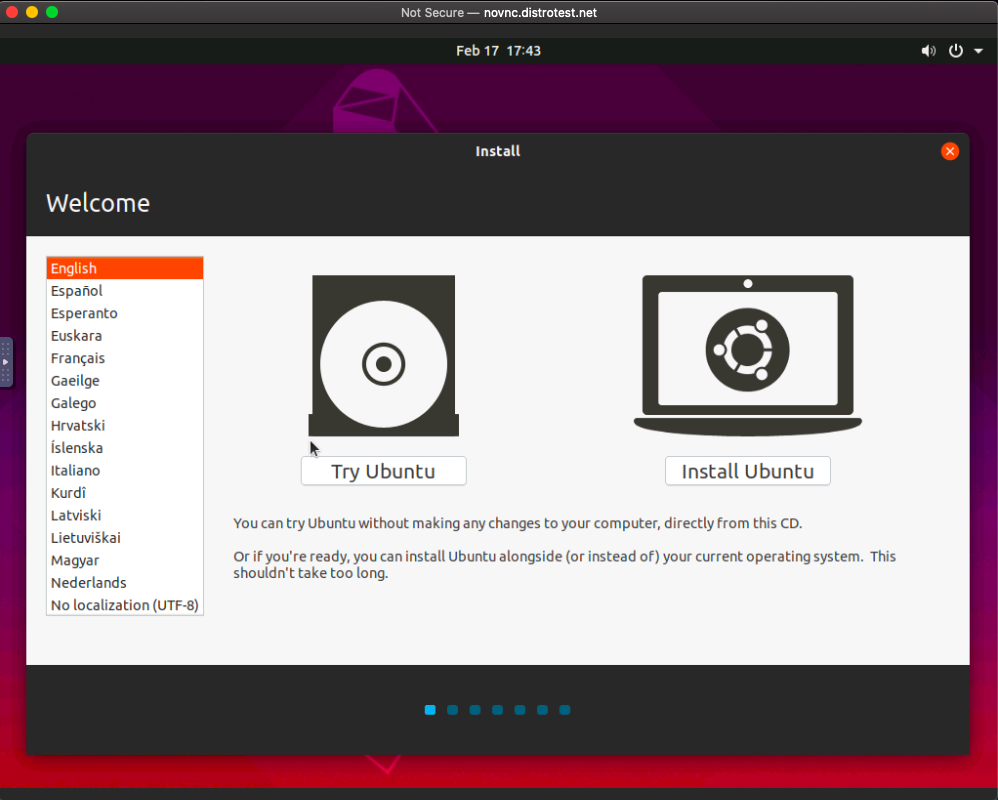 Not Secure — novnc.distrotest.net
Feb 17  17:43
Install
Welcome
English
Español
Esperanto
Euskara
Français
Gaeilge
Galego
Hrvatski
Íslenska
Italiano
Kurdî
Latviski
Lietuviškai
Magyar
Nederlands
No localization (UTF-8)
Try Ubuntu
Install Ubuntu
You can try Ubuntu without making any changes to your computer, directly from this CD.
Or if you're ready, you can install Ubuntu alongside (or instead of) your current operating system.  This
shouldn't take too long.